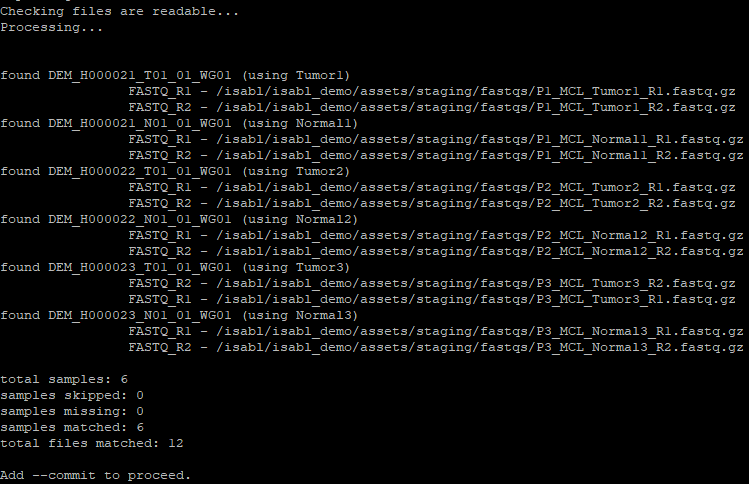 Checking files are readable...
Processing...
found DEM_H000021_T01_01_WG01 (using Tumor1)
FASTQ_R1 - /isabl/isabl_demo/assets/staging/fastqs/P1_MCL_Tumor1_R1.fastq.gz
FASTQ_R2 - /isabl/isabl_demo/assets/staging/fastqs/P1_MCL_Tumor1_R2.fastq.gz
found DEM_H000021_N01_01_WG01 (using Normal1)
FASTQ_R1 - /isabl/isabl_demo/assets/staging/fastqs/P1_MCL_Normal1_R1.fastq.gz
FASTQ_R2 - /isabl/isabl_demo/assets/staging/fastqs/P1_MCL_Normal1_R2.fastq.gz
found DEM_H000022_T01_01_WG01 (using Tumor2)
FASTQ_R1 - /isabl/isabl_demo/assets/staging/fastqs/P2_MCL_Tumor2_R1.fastq.gz
FASTQ_R2 - /isabl/isabl_demo/assets/staging/fastqs/P2_MCL_Tumor2_R2.fastq.gz
found DEM_H000022_N01_01_WG01 (using Normal2)
FASTQ_R1 - /isabl/isabl_demo/assets/staging/fastqs/P2_MCL_Normal2_R1.fastq.gz
FASTQ_R2 - /isabl/isabl_demo/assets/staging/fastqs/P2_MCL_Normal2_R2.fastq.gz
found DEM_H000023_T01_01_WG01 (using Tumor3)
FASTQ_R2 - /isabl/isabl_demo/assets/staging/fastqs/P3_MCL_Tumor3_R2.fastq.gz
FASTQ_R1 - /isabl/isabl_demo/assets/staging/fastqs/P3_MCL_Tumor3_R1.fastq.gz
found DEM_H000023_N01_01_WG01 (using Normal3)
FASTQ_R1 - /isabl/isabl_demo/assets/staging/fastqs/P3_MCL_Normal3_R1.fastq.gz
FASTQ_R2 - /isabl/isabl_demo/assets/staging/fastqs/P3_MCL_Normal3_R2.fastq.gz
total samples: 6
samples skipped: 0
samples missing: 0
samples matched: 6
total files matched: 12
Add --commit to proceed.